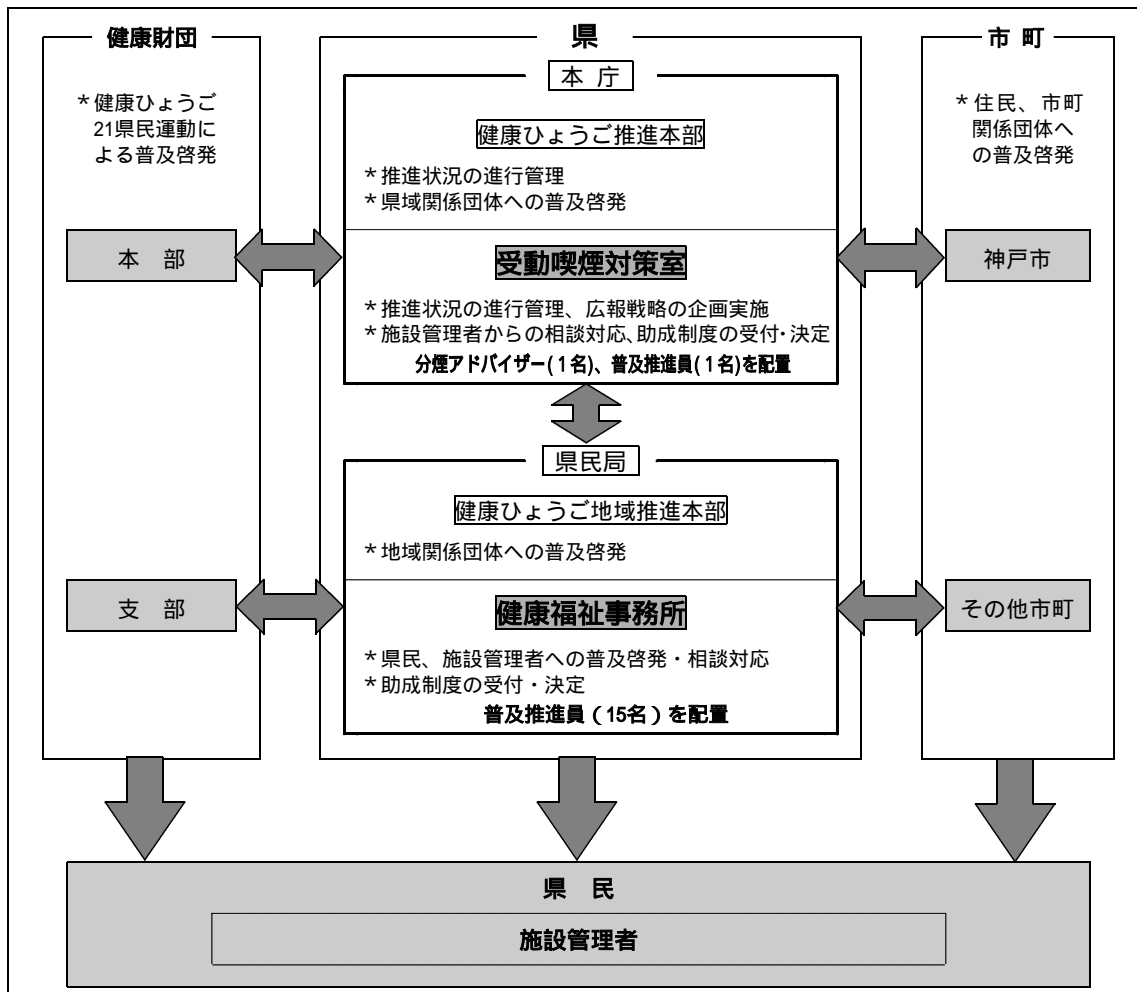 健康財団
*健康ひょうご
21県民運動に
よる普及啓発
本 部
支 部
県
本 庁
健康ひょうご推進本部
*推進状況の進行管理
*県域関係団体への普及啓発
受動喫煙対策室
*推進状況の進行管理、広報戦略の企画実施
*施設管理者からの相談対応、助成制度の受付・決定
分煙アドバイザー(1名)、普及推進員(1名)を配置
県民局
健康ひょうご地域推進本部
*地域関係団体への普及啓発
健康福祉事務所
*県民、施設管理者への普及啓発・相談対応
*助成制度の受付・決定
普及推進員(15名)を配置
市 町
*住民、市町
関係団体へ
の普及啓発
神戸市
その他市町
県 民
施設管理者